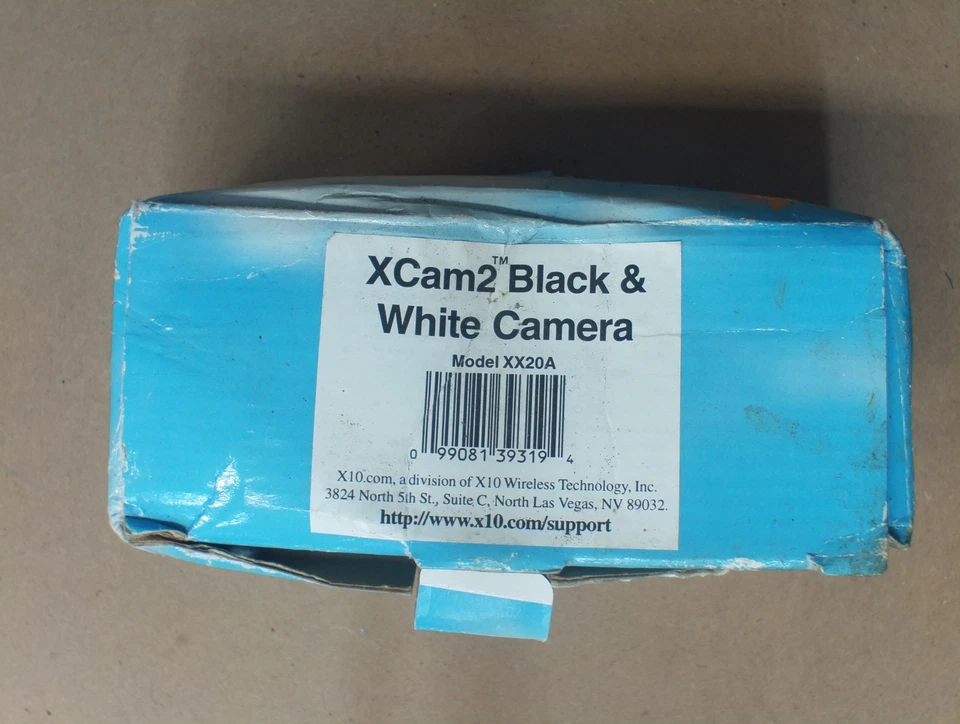 XCam2™ Black &
White Camera
Model XX20A
0 99081 39319 4
X10.com, a division of X10 Wireless Technology, Inc.
3824 North 5th St., Suite C, North Las Vegas, NV 89032.
http://www.x10.com/support